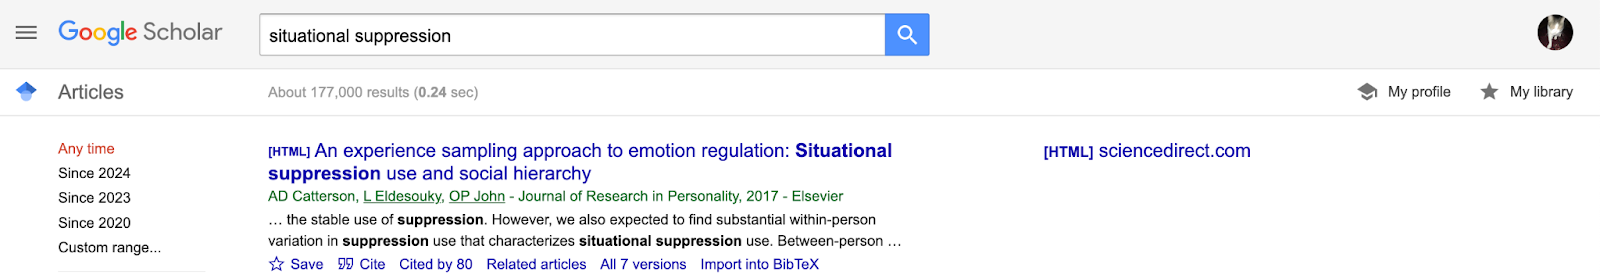 Google Scholar
situational suppression
Articles
About 177,000 results (0.24 sec)
My profile
My library
Any time
Since 2024
Since 2023
Since 2020
Custom range...
[HTML] An experience sampling approach to emotion regulation: Situational
suppression use and social hierarchy
AD Catterson, L Eldesouky, OP John - Journal of Research in Personality, 2017 - Elsevier
… the stable use of suppression. However, we also expected to find substantial within-person
variation in suppression use that characterizes situational suppression use. Between-person …
Save Cite Cited by 80 Related articles All 7 versions Import into BibTeX
[HTML] sciencedirect.com